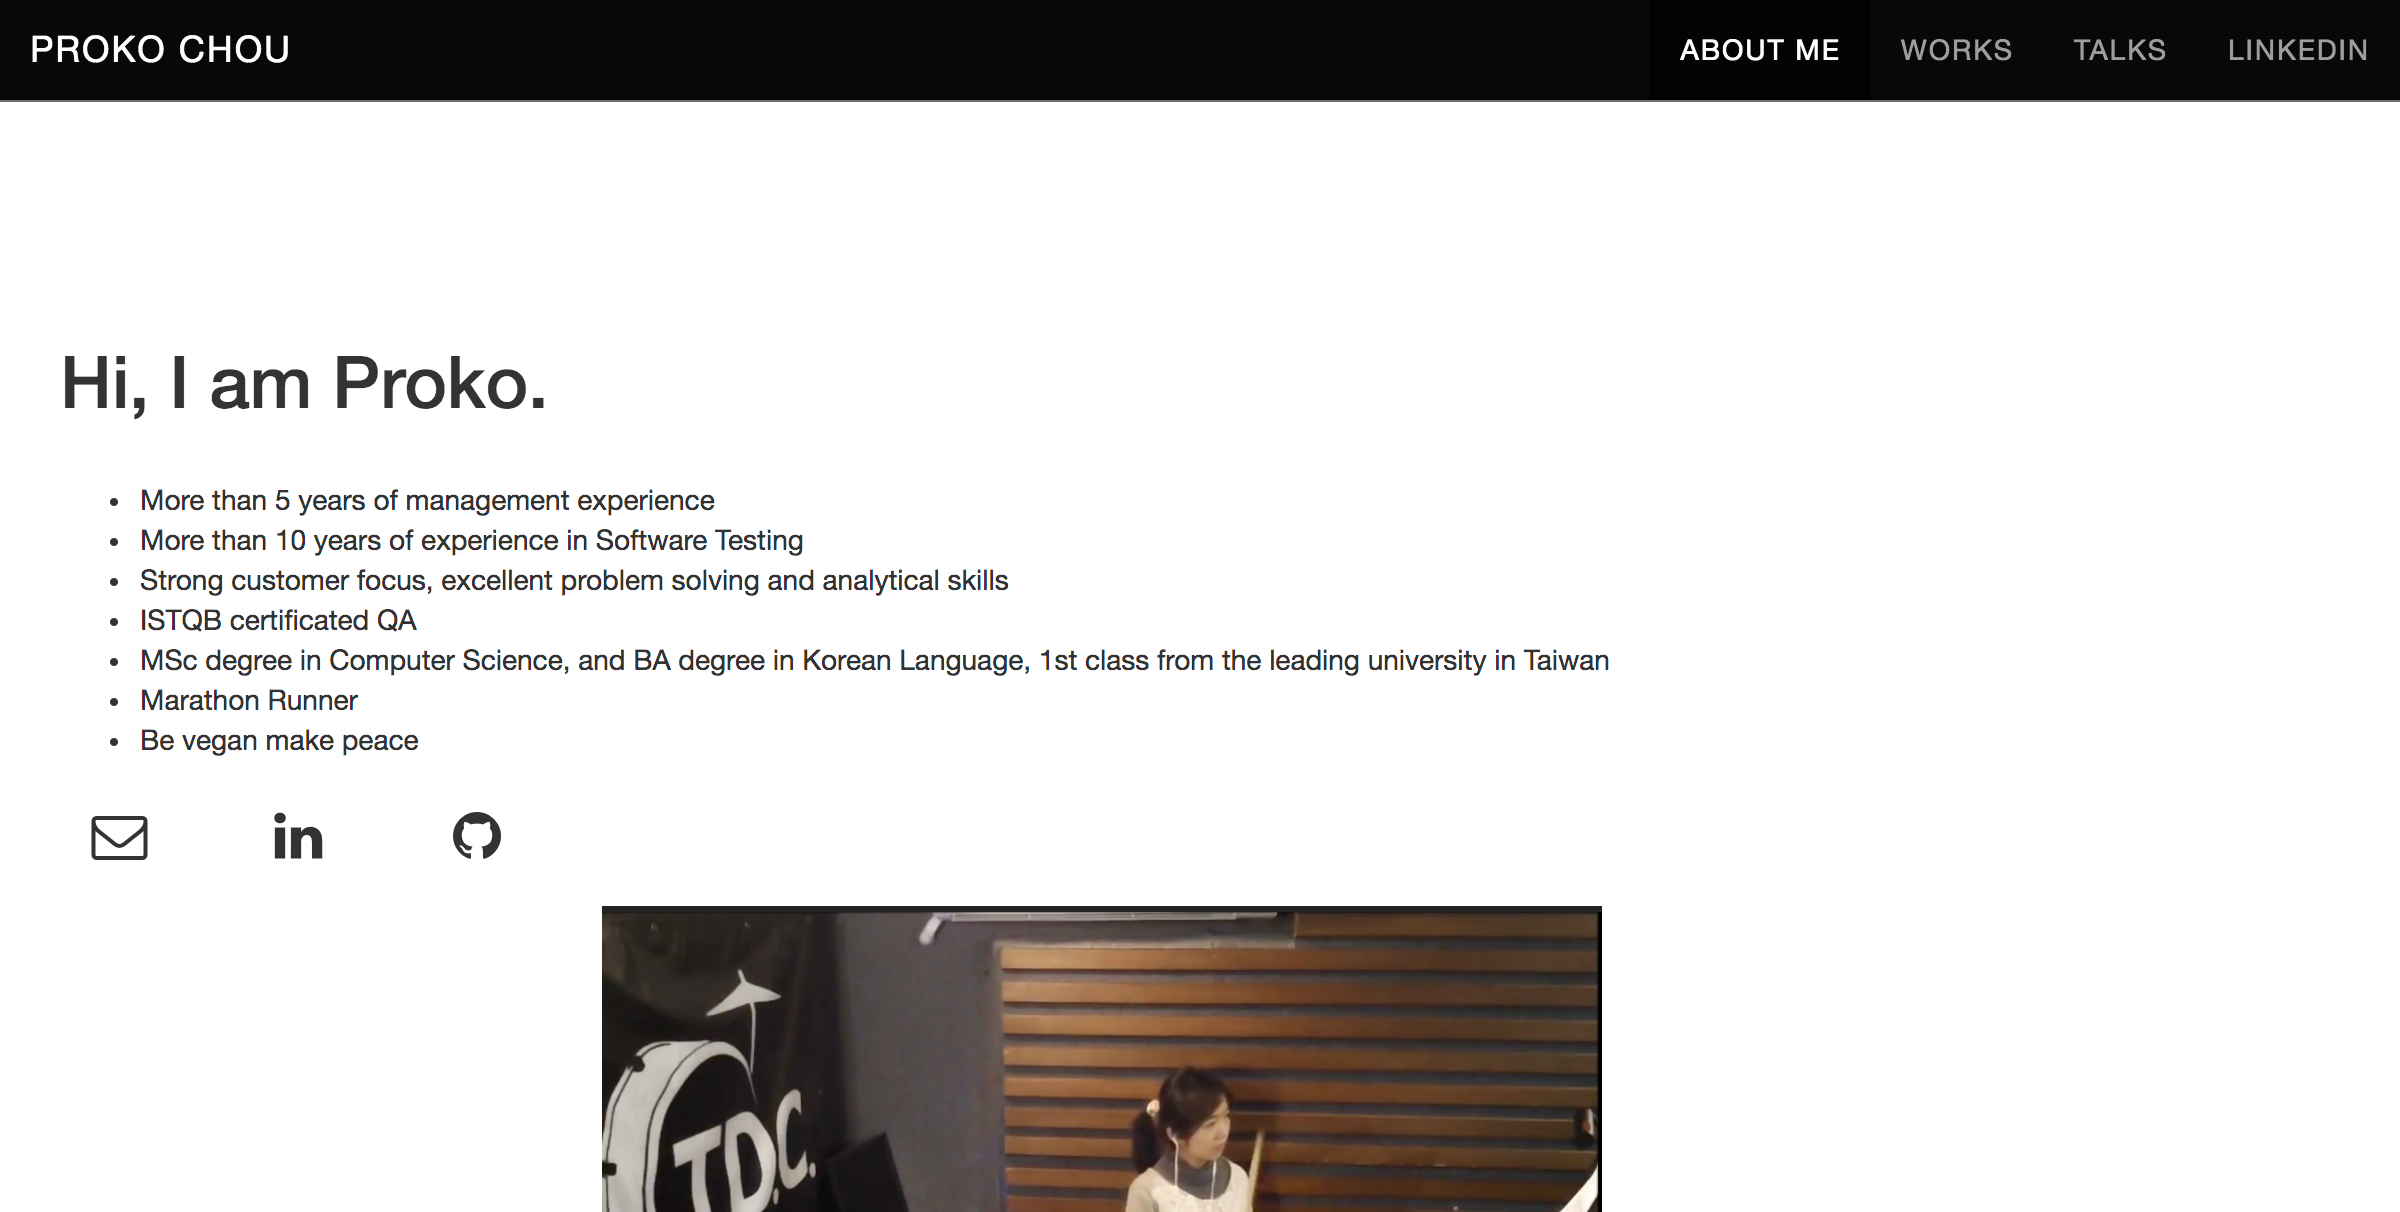 PROKO CHOU
ABOUT ME
WORKS
TALKS
LINKEDIN
Hi, I am Proko.
• More than 5 years of management experience
• More than 10 years of experience in Software Testing
• Strong customer focus, excellent problem solving and analytical skills
• ISTQB certificated QA
• MSc degree in Computer Science, and BA degree in Korean Language, 1st class from the leading university in Taiwan
• Marathon Runner
• Be vegan make peace
in
T.D.C.